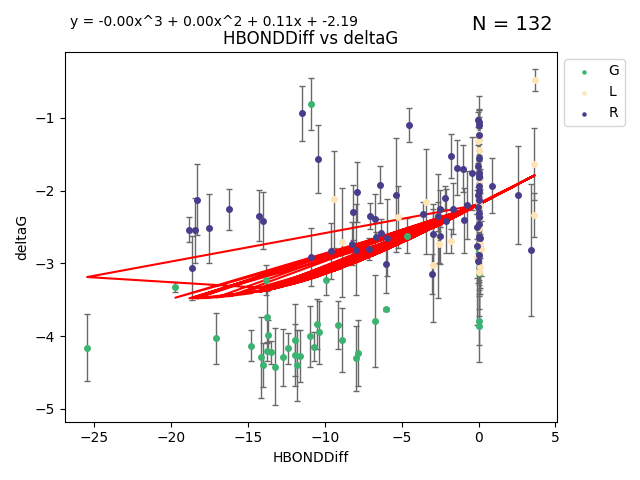 y = -0.00x^3 + 0.00x^2 + 0.11x + -2.19
N = 132
HBONDDiff vs deltaG
G
L
R
deltaG
−1
−2
−3
−4
−5
−25
−20
−15
−10
−5
0
5
HBONDDiff